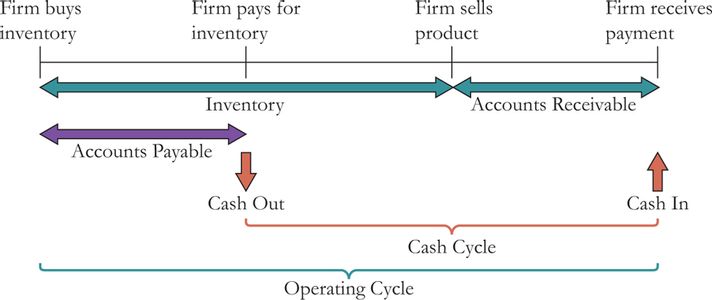 Firm buys
inventory
Firm pays for
inventory
Firm sells
product
Firm receives
payment
Inventory
Accounts Receivable
Accounts Payable
Cash Out
Cash In
Cash Cycle
Operating Cycle